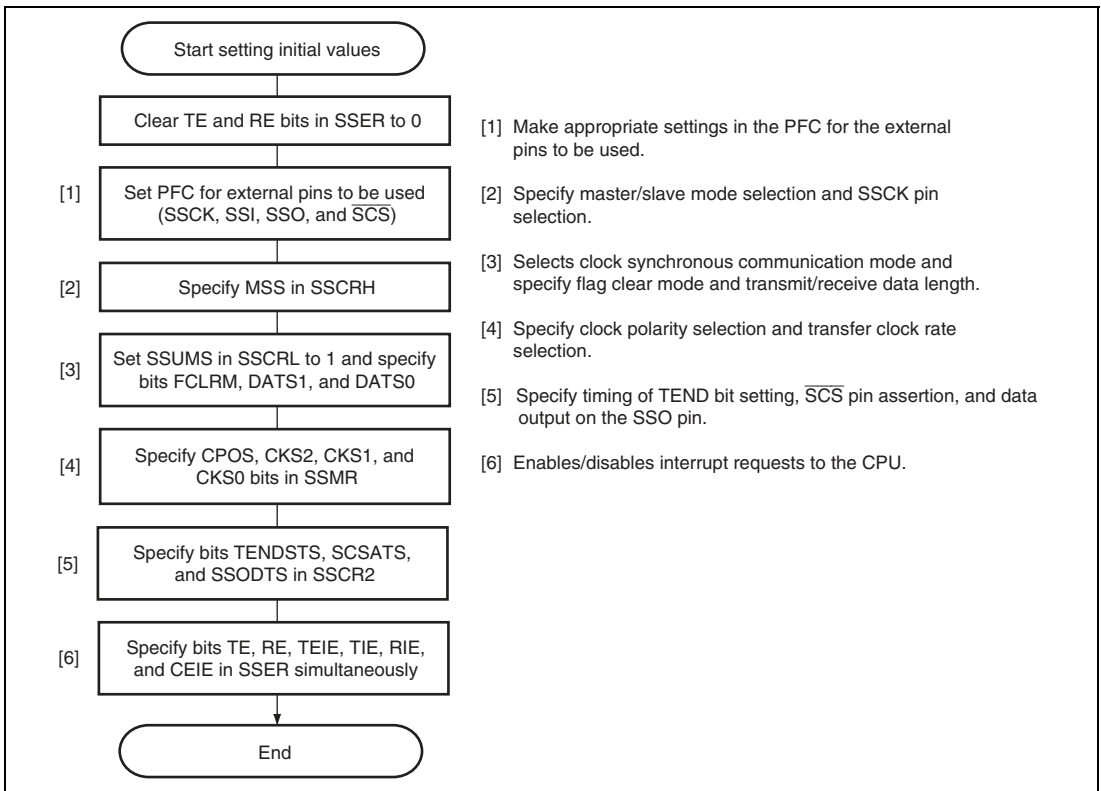 Start setting initial values
Clear TE and RE bits in SSER to 0
[1]
Set PFC for external pins to be used
(SSCK, SSI, SSO, and S̅C̅S̅)
[2]
Specify MSS in SSCRH
[3]
Set SSUMS in SSCRL to 1 and specify
bits FCLRM, DATS1, and DATS0
[4]
Specify CPOS, CKS2, CKS1, and
CKS0 bits in SSMR
[5]
Specify bits TENDSTS, SCSATS,
and SSODTS in SSCR2
[6]
Specify bits TE, RE, TEIE, TIE, RIE,
and CEIE in SSER simultaneously
End
[1] Make appropriate settings in the PFC for the external
pins to be used.
[2] Specify master/slave mode selection and SSCK pin
selection.
[3] Selects clock synchronous communication mode and
specify flag clear mode and transmit/receive data length.
[4] Specify clock polarity selection and transfer clock rate
selection.
[5] Specify timing of TEND bit setting, S̅C̅S̅ pin assertion, and data
output on the SSO pin.
[6] Enables/disables interrupt requests to the CPU.